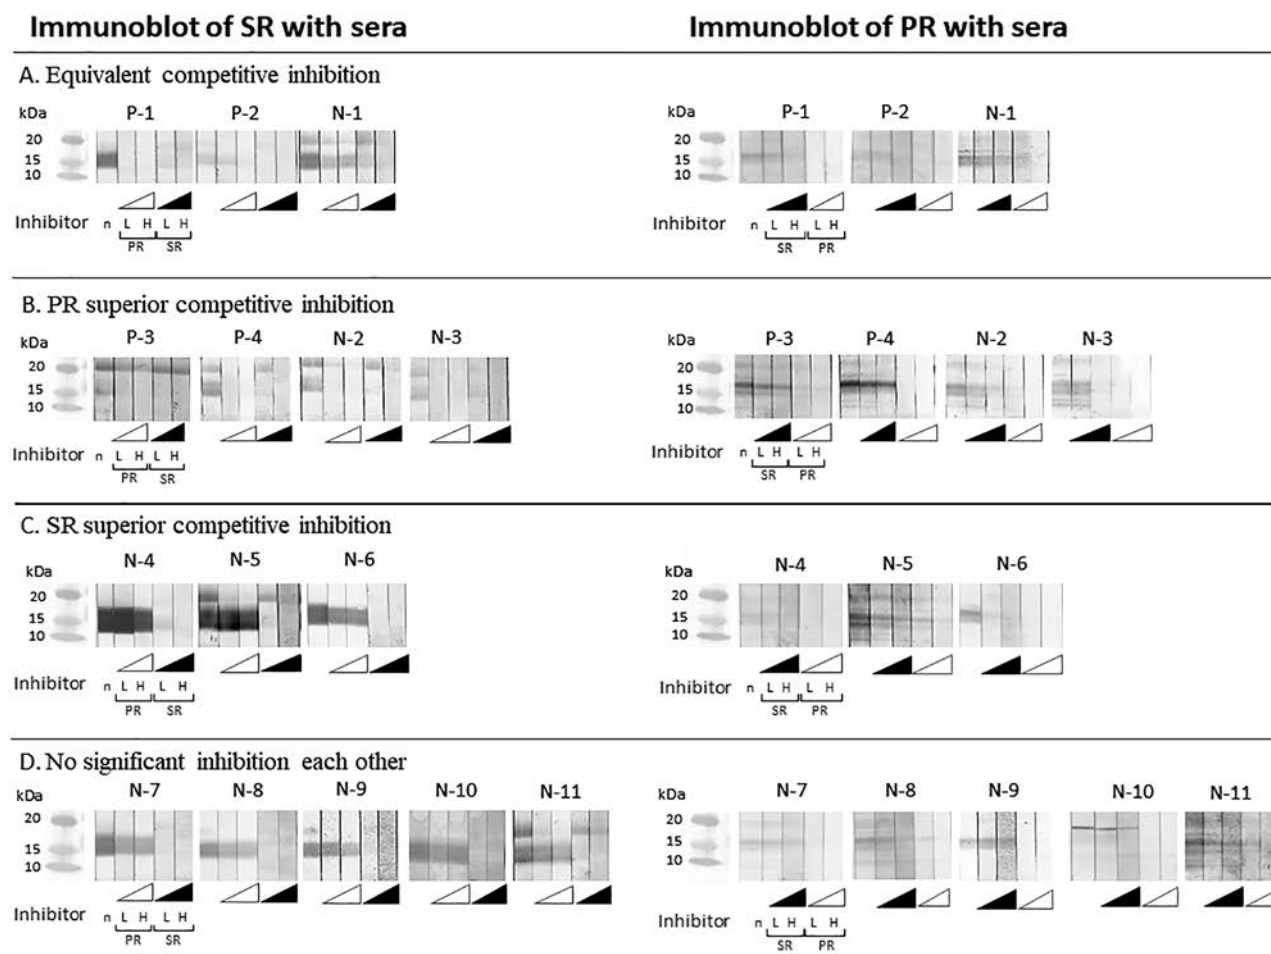 Immunoblot of SR with sera
Immunoblot of PR with sera
A. Equivalent competitive inhibition
kDa P-1 P-2 N-1
20
15
10
Inhibitor n L H L H
PR SR
kDa P-1 P-2 N-1
20
15
10
Inhibitor n L H L H
SR PR
B. PR superior competitive inhibition
kDa P-3 P-4 N-2 N-3
20
15
10
Inhibitor n L H L H
PR SR
kDa P-3 P-4 N-2 N-3
20
15
10
Inhibitor n L H L H
SR PR
C. SR superior competitive inhibition
kDa N-4 N-5 N-6
20
15
10
Inhibitor n L H L H
PR SR
kDa N-4 N-5 N-6
20
15
10
Inhibitor n L H L H
SR PR
D. No significant inhibition each other
kDa N-7 N-8 N-9 N-10 N-11
20
15
10
Inhibitor n L H L H
PR SR
kDa N-7 N-8 N-9 N-10 N-11
20
15
10
Inhibitor n L H L H
SR PR